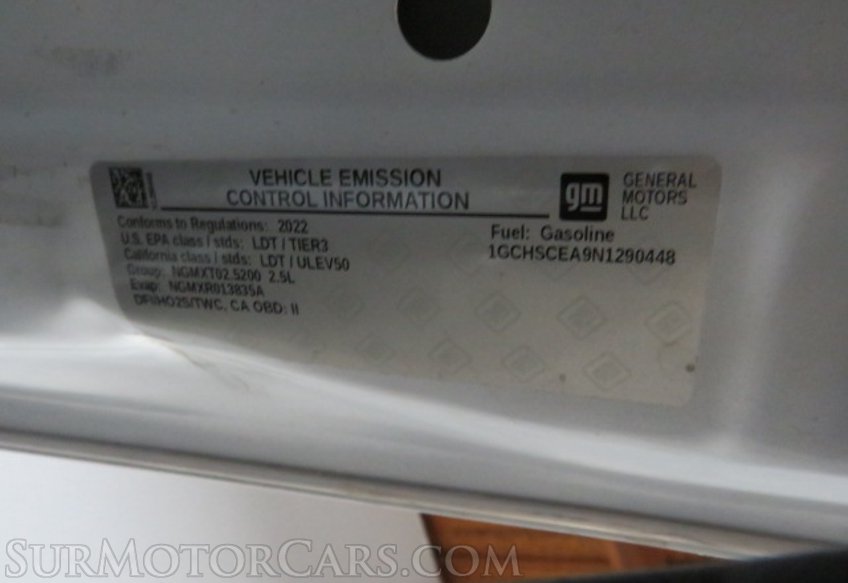 VEHICLE EMISSION
CONTROL INFORMATION
gm
GENERAL
MOTORS
LLC
Conforms to Regulations: 2022
U.S. EPA class / stds: LDT / TIER3
California class / stds: LDT / ULEV50
Group: NGMXT02.5200 2.5L
Evap: NGMXR013835A
DFI/HO2S/TWC, CA OBD: II
Fuel: Gasoline
1GCHSCEA9N1290448
SURMOTORCARS.COM